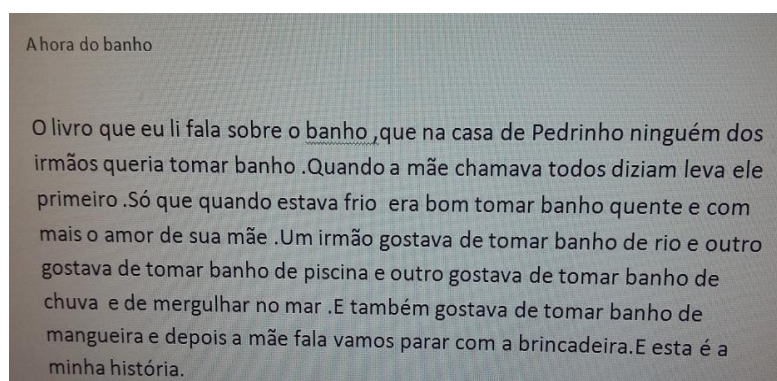 A hora do banho
O livro que eu li fala sobre o banho ,que na casa de Pedrinho ninguém dos
irmãos queria tomar banho .Quando a mãe chamava todos diziam leva ele
primeiro .Só que quando estava frio  era bom tomar banho quente e com
mais o amor de sua mãe .Um irmão gostava de tomar banho de rio e outro
gostava de tomar banho de piscina e outro gostava de tomar banho de
chuva  e de mergulhar no mar .E também gostava de tomar banho de
mangueira e depois a mãe fala vamos parar com a brincadeira.E esta é a
minha história.